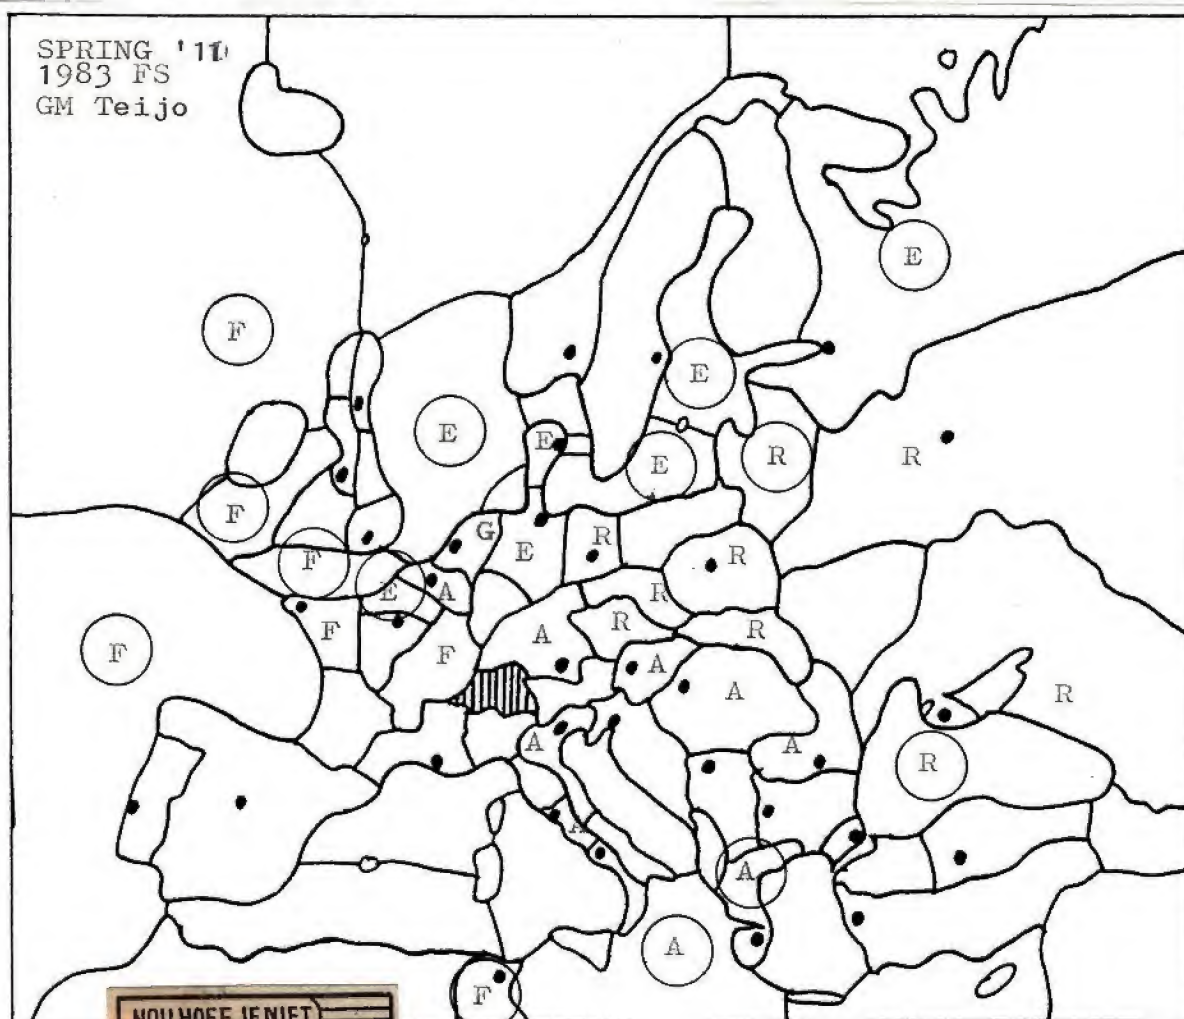 SPRING '11
1983 FS
GM Teijo
E
F
E
E E
E R R
F
G R
E R
F
E A R
R
F R A
F F A
A R
A A
R
A
A
A
F